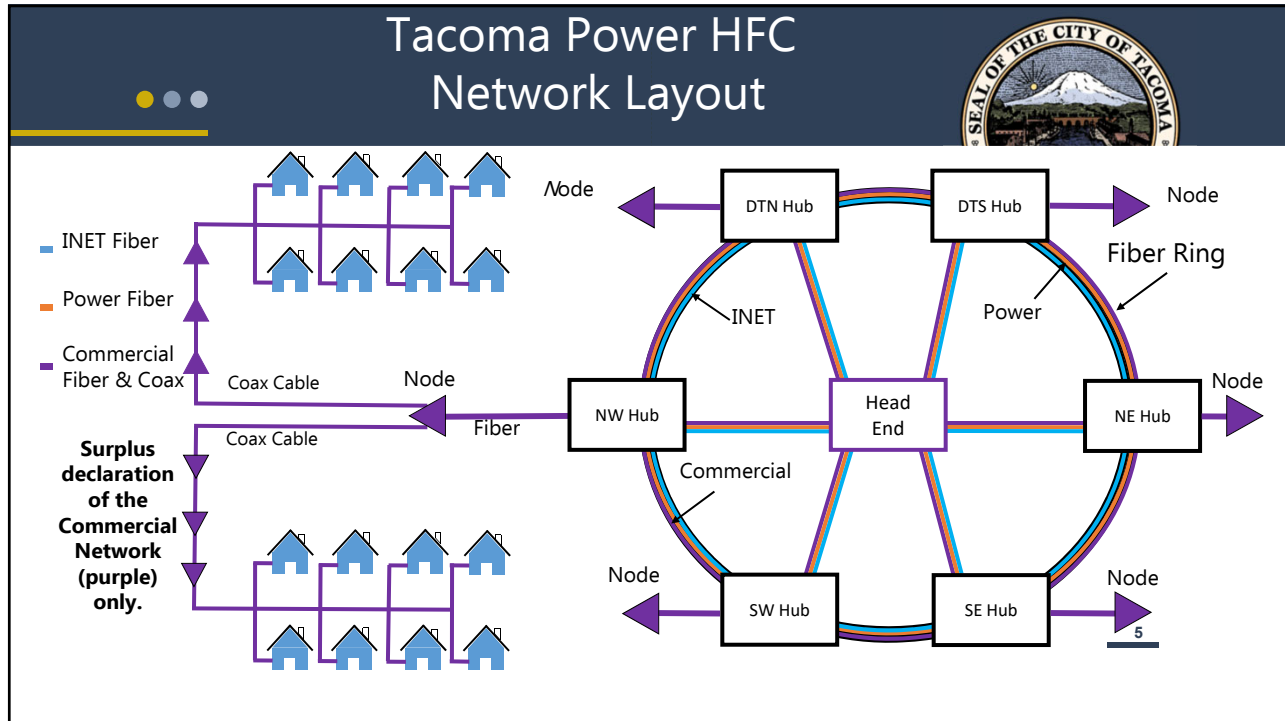 Tacoma Power HFC
Network Layout
SEAL OF THE CITY OF TACOMA
INET Fiber
Power Fiber
Commercial
Fiber & Coax
Coax Cable
Coax Cable
Surplus
declaration
of the
Commercial
Network
(purple)
only.
Node
Fiber
Node
DTN Hub
DTS Hub
Node
Fiber Ring
INET
Power
NW Hub
Head
End
NE Hub
Node
Commercial
Node
SW Hub
SE Hub
Node
5